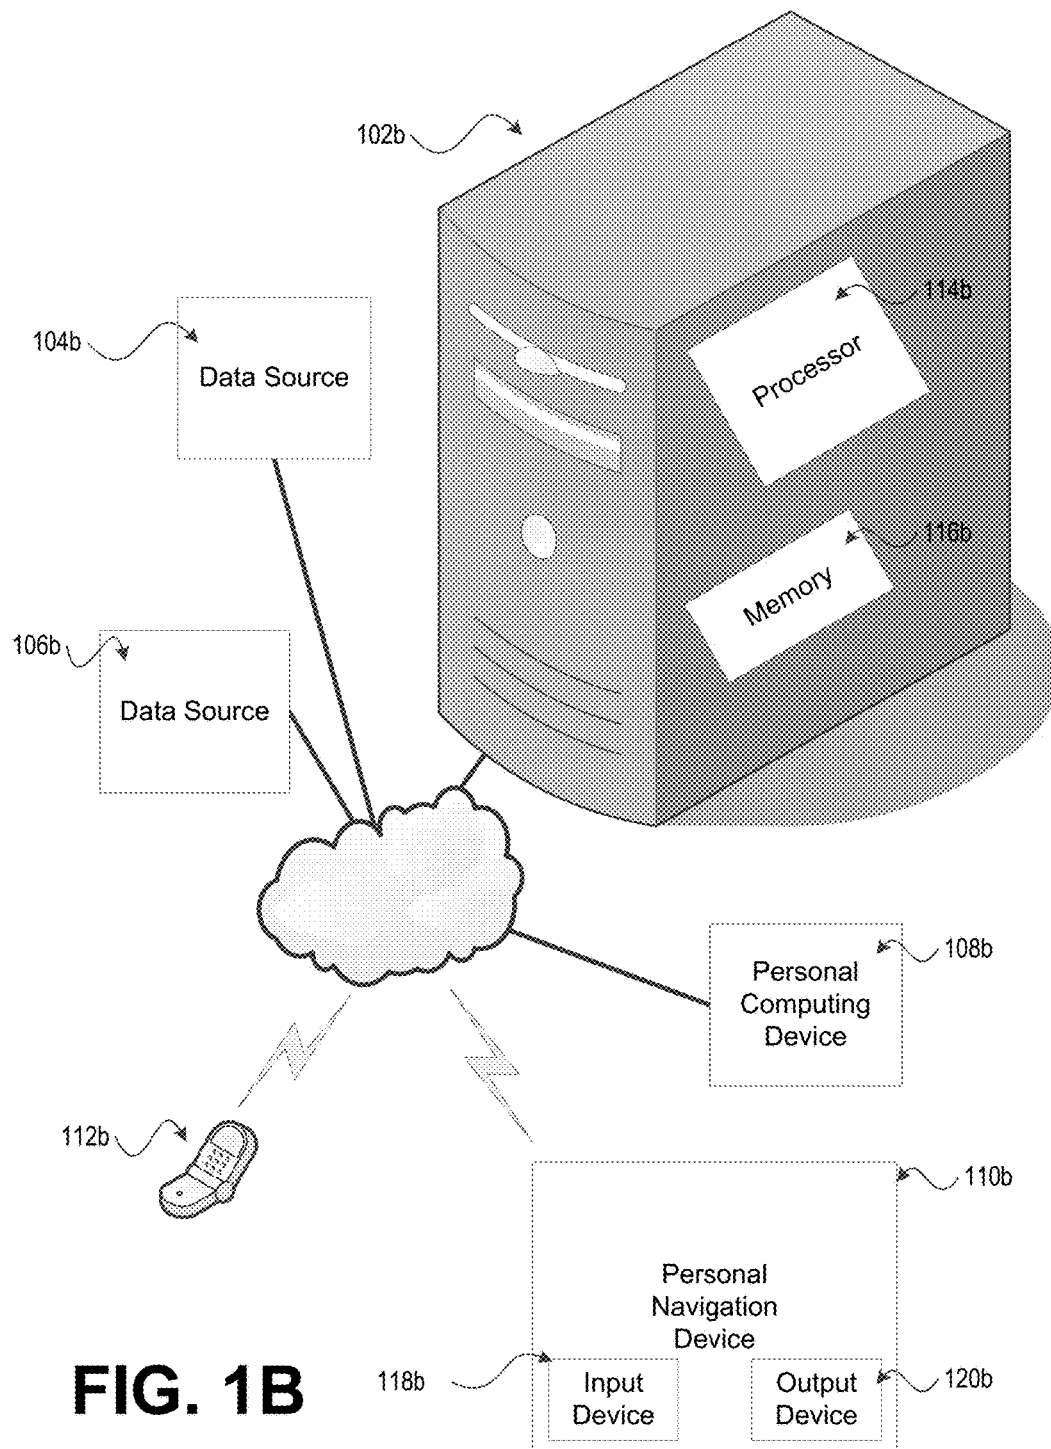 102b
114b
104b
Data Source
Processor
116b
Memory
106b
Data Source
108b
Personal
Computing
Device
112b
110b
Personal
Navigation
Device
118b
Input
Device
Output
Device
120b
FIG. 1B